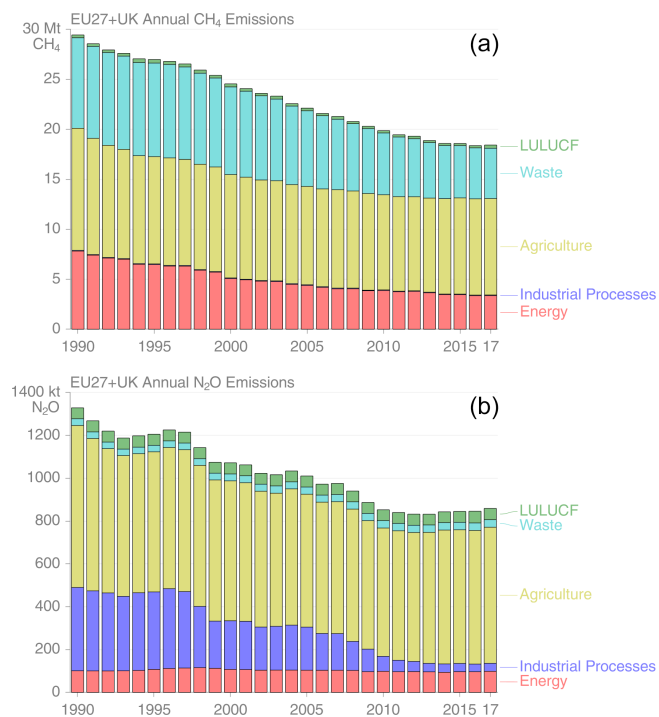 EU27+UK Annual CH₄ Emissions
(a)
30 Mt
CH₄
25
20
15
10
5
0
LULUCF
Waste
Agriculture
Industrial Processes
Energy
1990
1995
2000
2005
2010
2015
17
EU27+UK Annual N₂O Emissions
(b)
1400 kt
N₂O
1200
1000
800
600
400
200
0
LULUCF
Waste
Agriculture
Industrial Processes
Energy
1990
1995
2000
2005
2010
2015
17